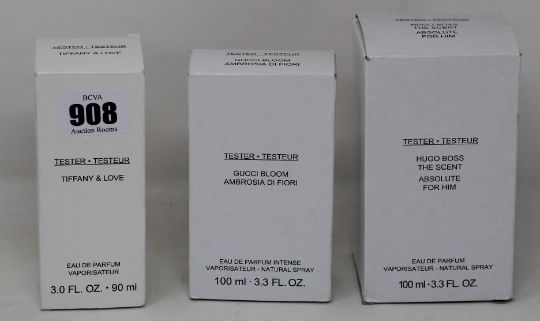 TESTER • TESTEUR
TIFFANY & LOVE
BCVA
908
Auction Rooms
TESTER • TESTEUR
TIFFANY & LOVE
EAU DE PARFUM
VAPORISATEUR
3.0 FL. OZ. • 90 ml
TESTER • TESTEUR
GUCCI BLOOM
AMBROSIA DI FIORI
TESTER • TESTEUR
GUCCI BLOOM
AMBROSIA DI FIORI
EAU DE PARFUM INTENSE
VAPORISATEUR - NATURAL SPRAY
100 ml • 3.3 FL. OZ.
HUGO BOSS
THE SCENT
ABSOLUTE
FOR HIM
TESTER • TESTEUR
HUGO BOSS
THE SCENT
ABSOLUTE
FOR HIM
EAU DE PARFUM
VAPORISATEUR - NATURAL SPRAY
100 ml • 3.3 FL. OZ.